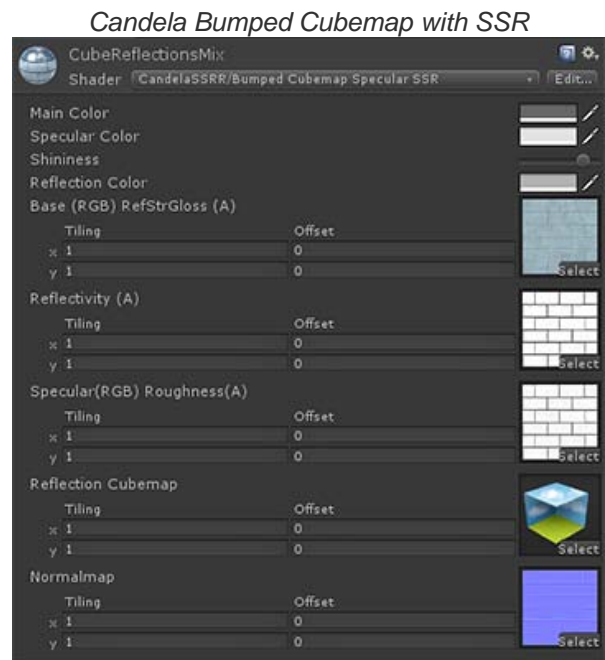 Candela Bumped Cubemap with SSR
CubeReflectionsMix
Shader CandelaSSRR/Bumped Cubemap Specular SSR Edit...
Main Color
Specular Color
Shininess
Reflection Color
Base (RGB) RefStrGloss (A)
Tiling Offset
x 1 0
y 1 0
Select
Reflectivity (A)
Tiling Offset
x 1 0
y 1 0
Select
Specular(RGB) Roughness(A)
Tiling Offset
x 1 0
y 1 0
Select
Reflection Cubemap
Tiling Offset
x 1 0
y 1 0
Select
Normalmap
Tiling Offset
x 1 0
y 1 0
Select